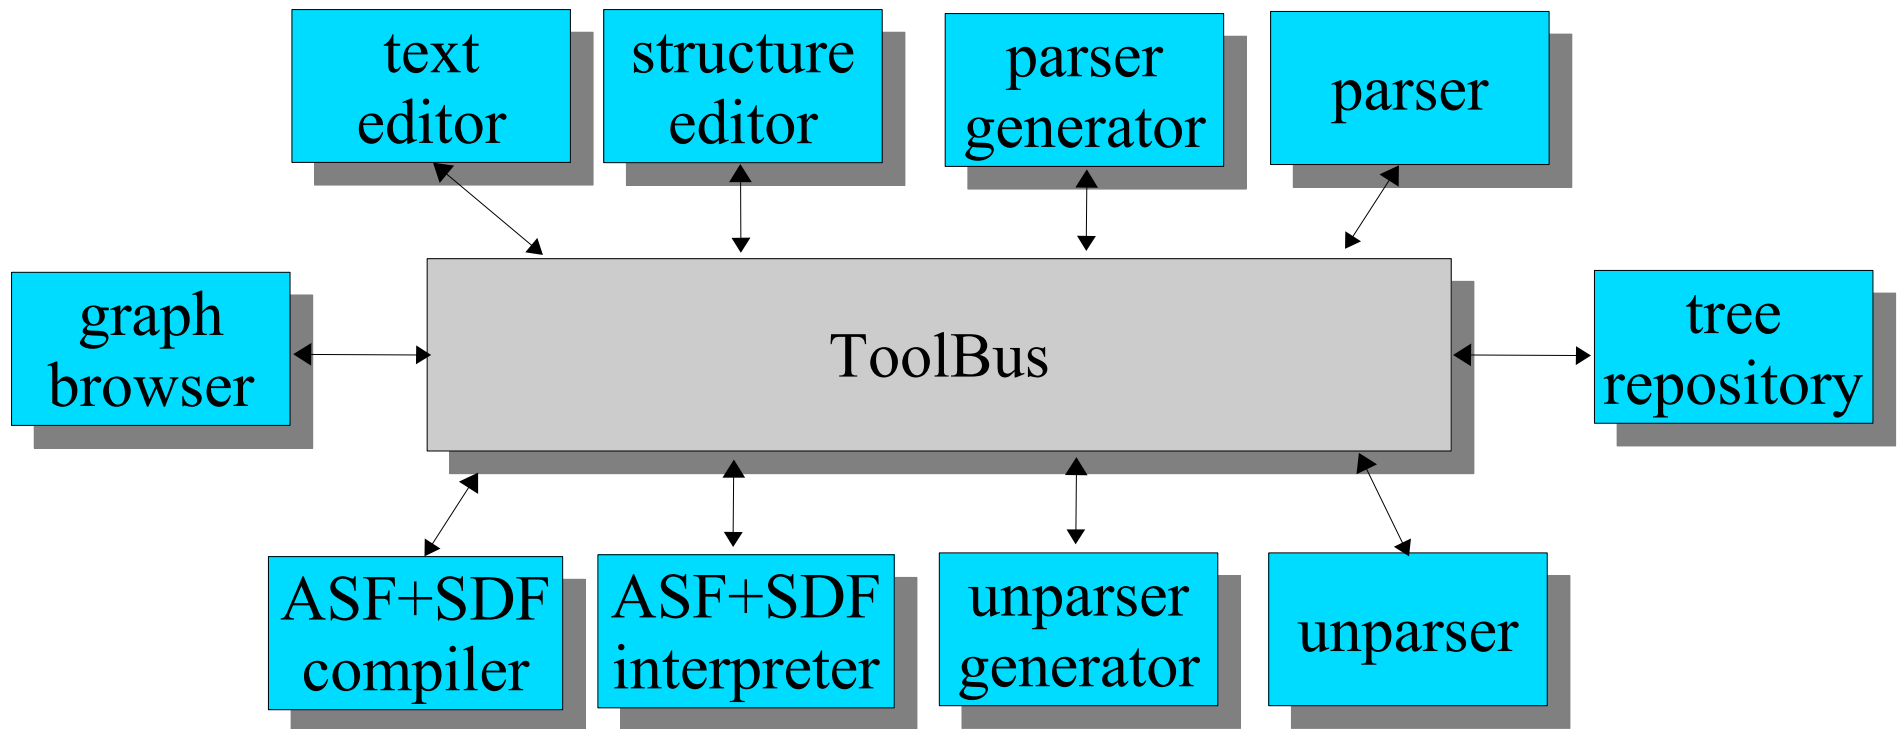 text
editor
structure
editor
parser
generator
parser
graph
browser
ToolBus
tree
repository
ASF+SDF
compiler
ASF+SDF
interpreter
unparser
generator
unparser